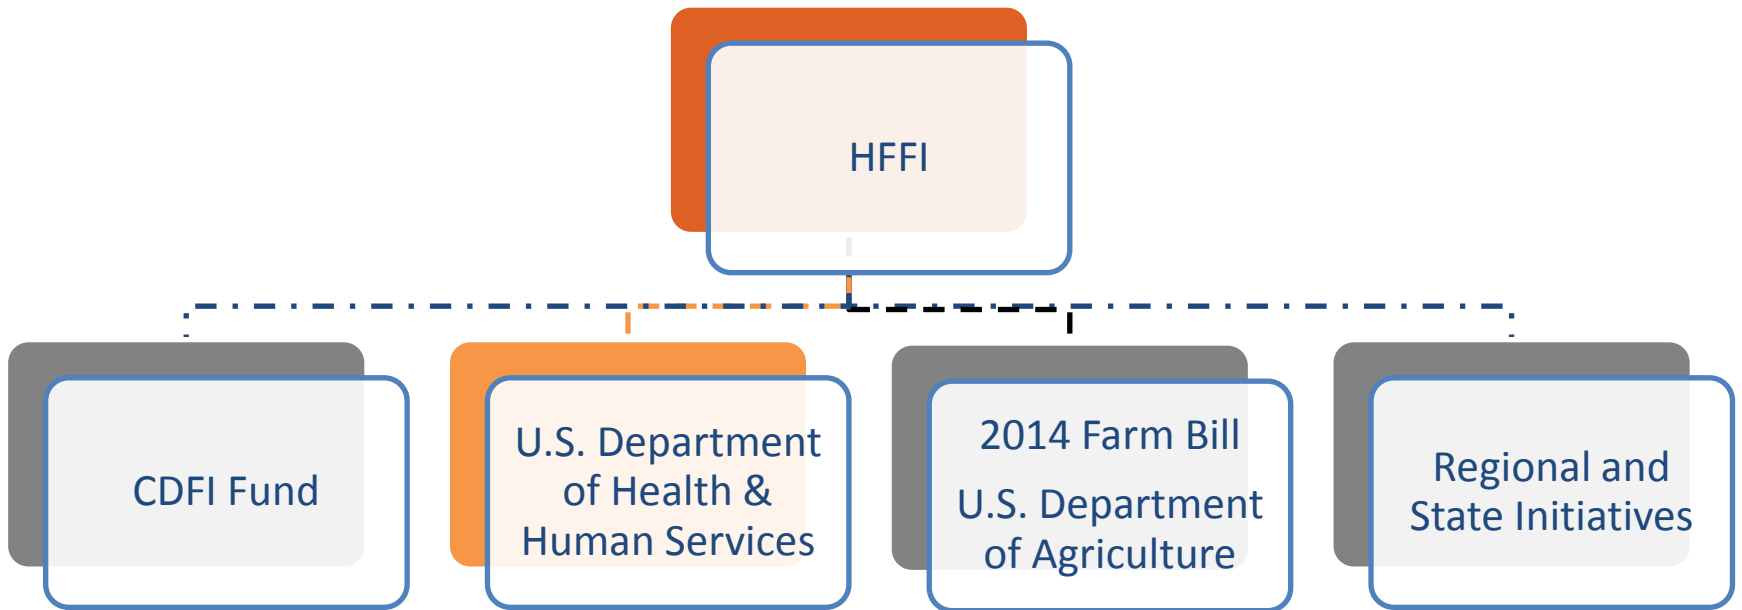 HFFI
CDFI Fund
U.S. Department
of Health &
Human Services
2014 Farm Bill
U.S. Department
of Agriculture
Regional and
State Initiatives